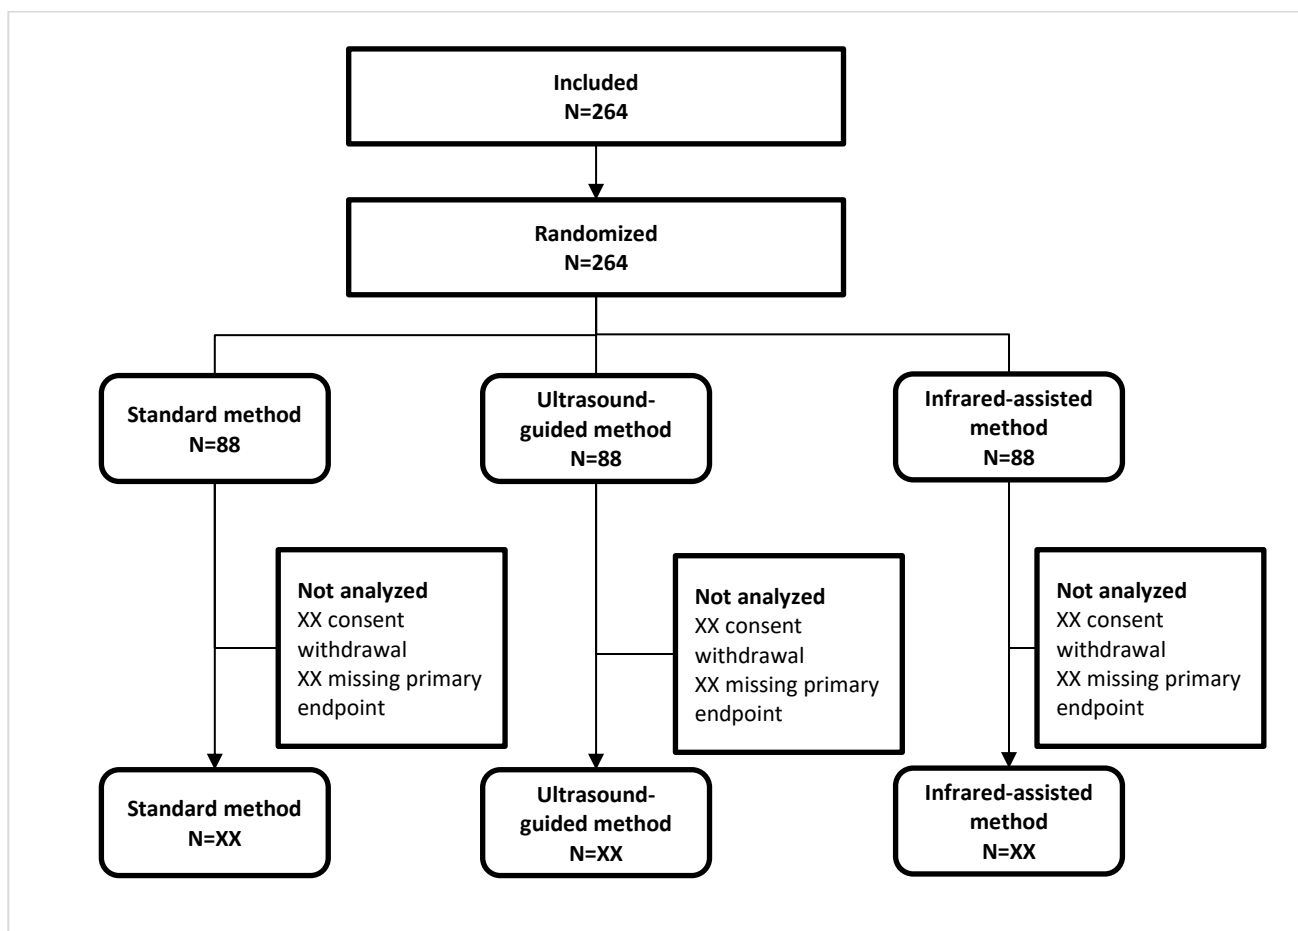 Included
N=264
Randomized
N=264
Standard method
N=88
Ultrasound-
guided method
N=88
Infrared-assisted
method
N=88
Not analyzed
XX consent
withdrawal
XX missing primary
endpoint
Not analyzed
XX consent
withdrawal
XX missing primary
endpoint
Not analyzed
XX consent
withdrawal
XX missing primary
endpoint
Standard method
N=XX
Ultrasound-
guided method
N=XX
Infrared-assisted
method
N=XX